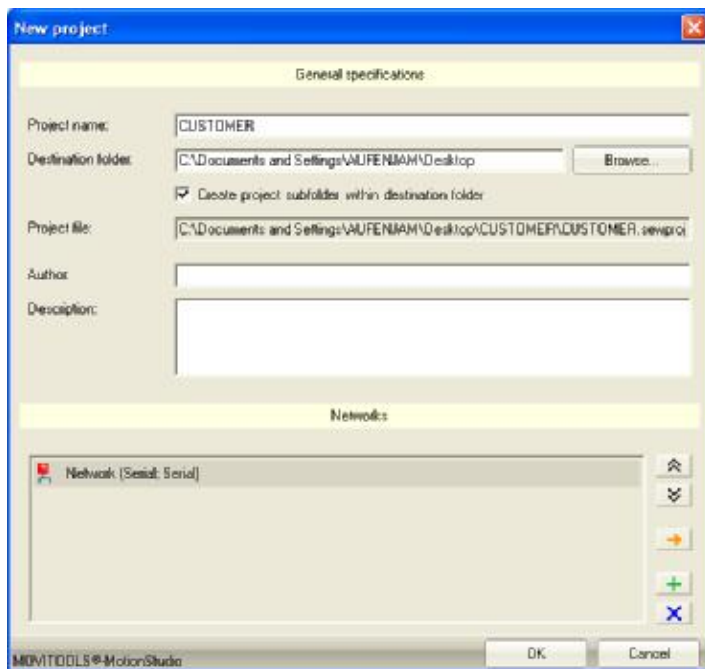 New project
General specifications
Project name: CUSTOMER
Destination folder: C:\Documents and Settings\AUFENJAM\Desktop Browse...
Create project subfolder within destination folder
Project file: C:\Documents and Settings\AUFENJAM\Desktop\CUSTOMER\CUSTOMER.sewproj
Author:
Description:
Networks
Network (Serial; Serial)
MOVITOOLS®-MotionStudio OK Cancel